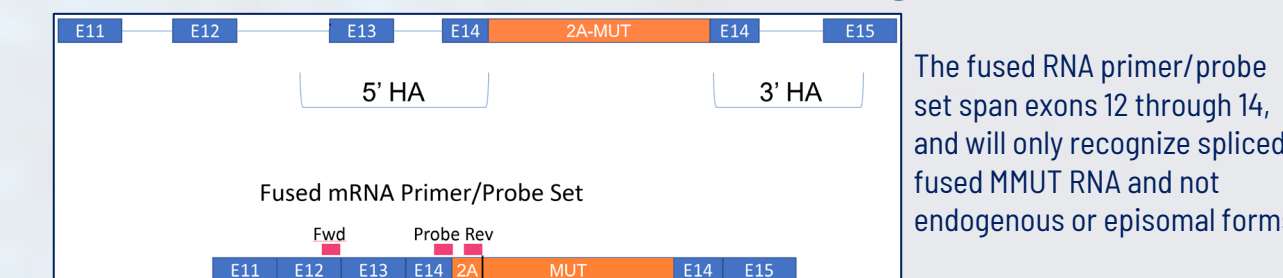 E11 E12 E13 E14 2A-MUT E14 E15
5' HA 3' HA
The fused RNA primer/probe
set span exons 12 through 14,
and will only recognize spliced
fused MMUT RNA and not
endogenous or episomal form
Fused mRNA Primer/Probe Set
Fwd Probe Rev
E11 E12 E13 E14 2A MUT E14 E15